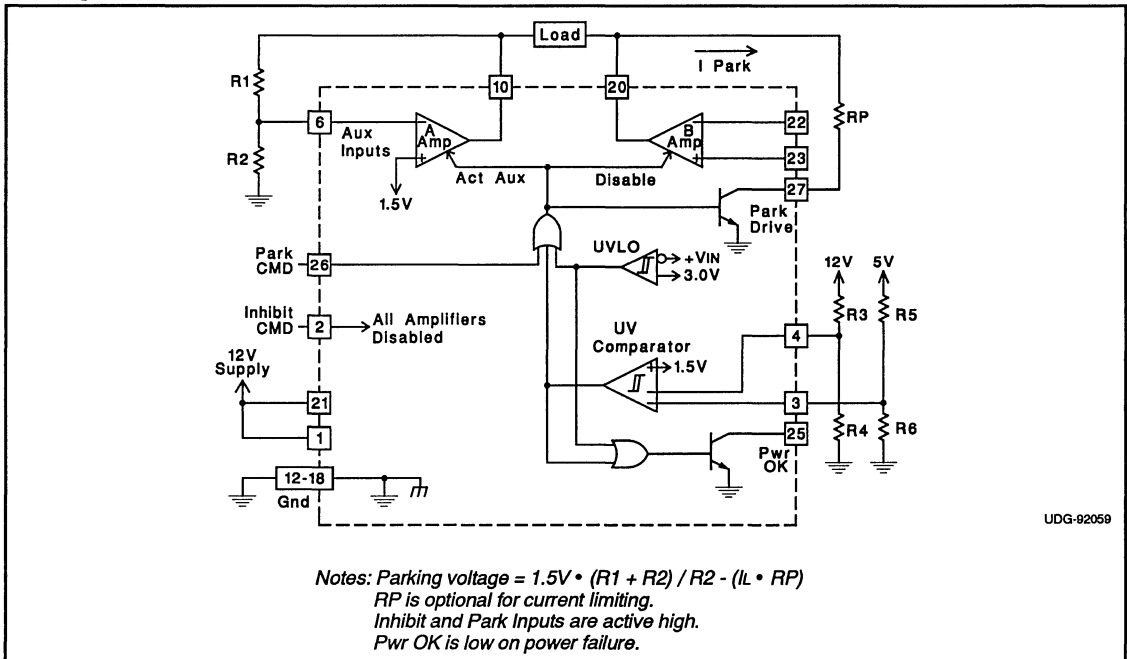 Load
I Park
R1
10
20
RP
6
Aux
Inputs
A
Amp
B
Amp
22
23
R2
Act Aux
Disable
27
1.5V
Park
Drive
Park
CMD
26
UVLO
+VIN
3.0V
12V
5V
Inhibit
CMD
2
All Amplifiers
Disabled
R3
R5
UV
Comparator
4
12V
Supply
+
1.5V
21
3
1
25
R4
R6
Pwr
OK
12-18
Gnd
UDG-92059
Notes: Parking voltage = 1.5V • (R1 + R2) / R2 - (IL • RP)
RP is optional for current limiting.
Inhibit and Park Inputs are active high.
Pwr OK is low on power failure.